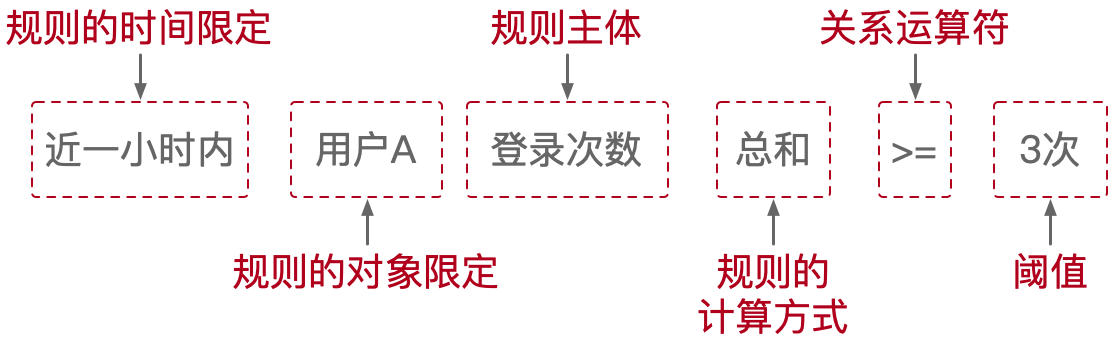 规则的时间限定 规则主体 关系运算符
近一小时内 用户A 登录次数 总和 >= 3次
规则的对象限定 规则的 阈值
计算方式